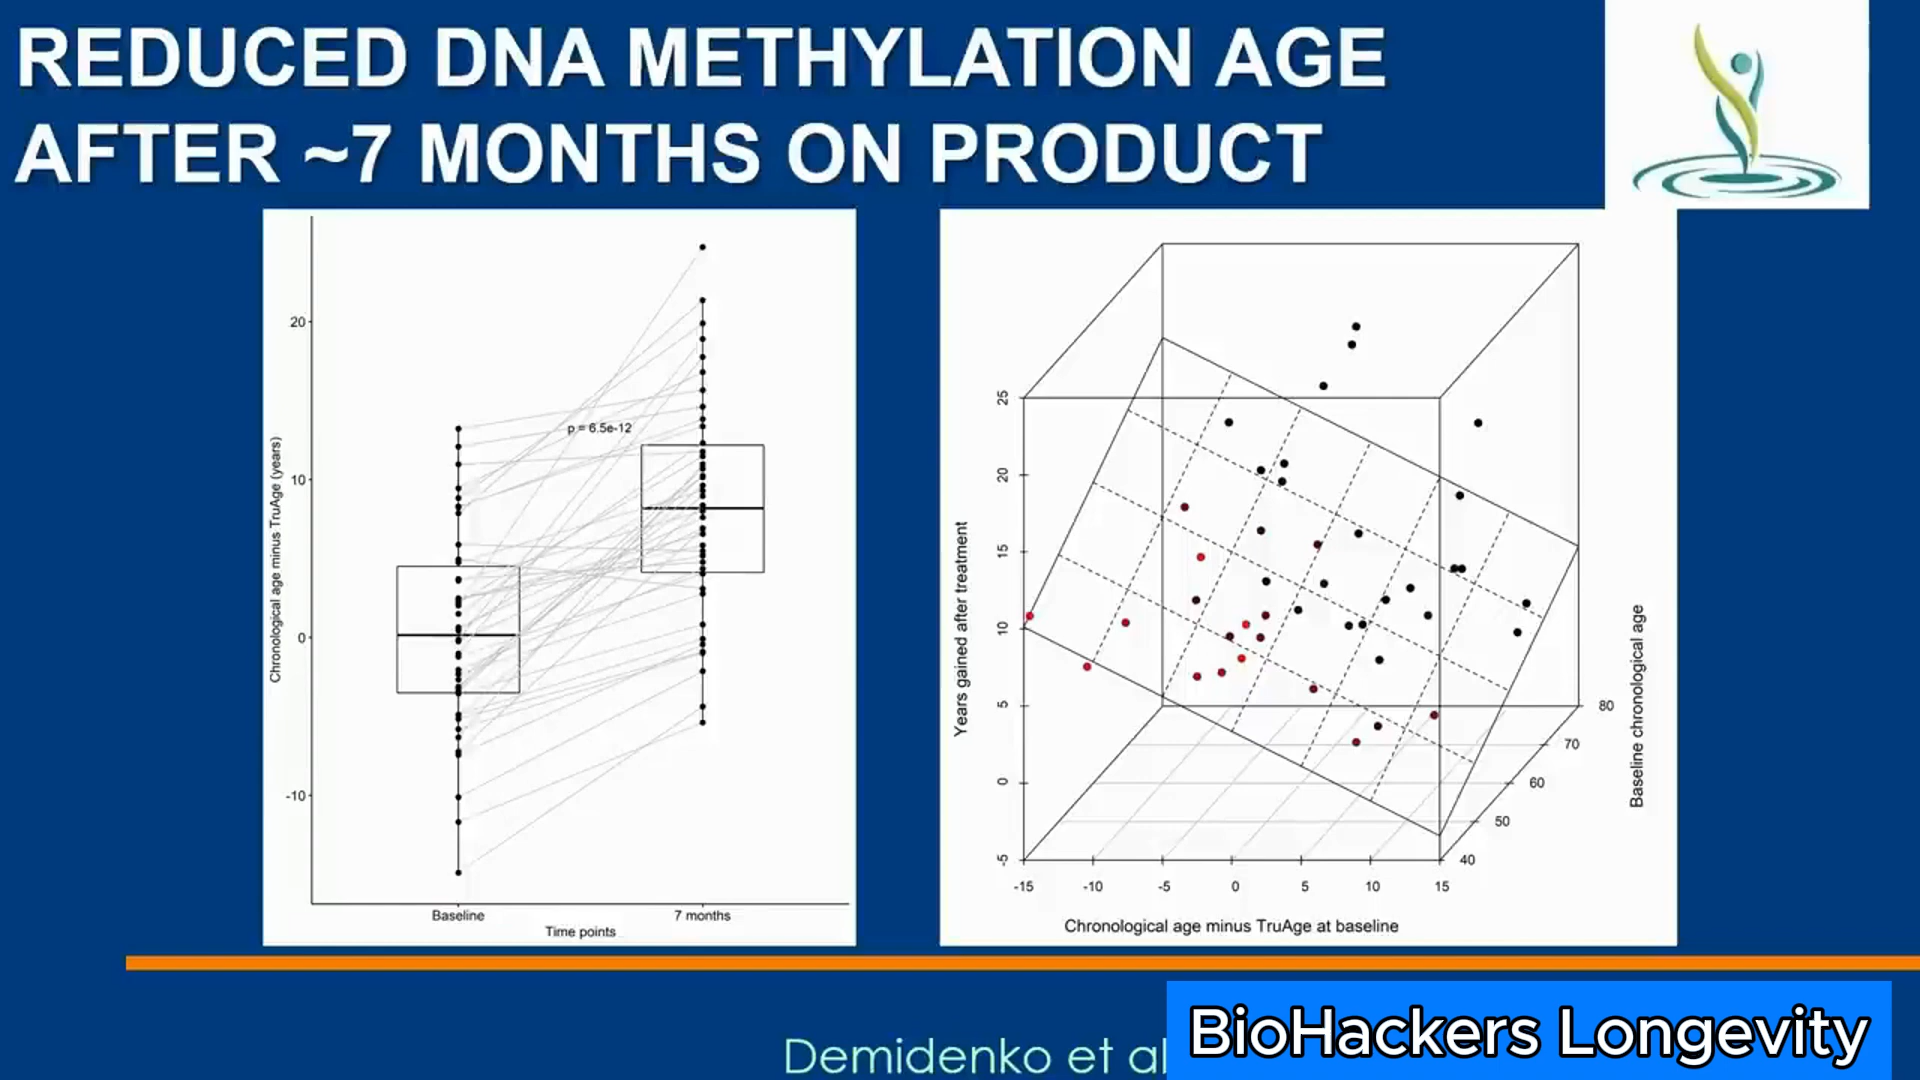 REDUCED DNA METHYLATION AGE
AFTER ~7 MONTHS ON PRODUCT
Chronological age minus TruAge (years)
20
10
0
-10
p = 6.5e-12
Baseline
7 months
Time points
Years gained after treatment
25
20
15
10
5
0
-5
-15
-10
-5
0
5
10
15
Chronological age minus TruAge at baseline
80
70
60
50
40
Baseline chronological age
Demidenko et al
BioHackers Longevity